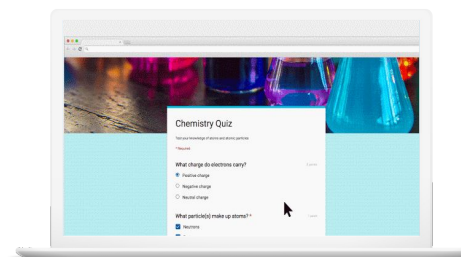 Chemistry Quiz
Test your knowledge of atoms and atomic particles
* Required
What charge do electrons carry?
Positive charge
Negative charge
Neutral charge
What particle(s) make up atoms? *
Neutrons